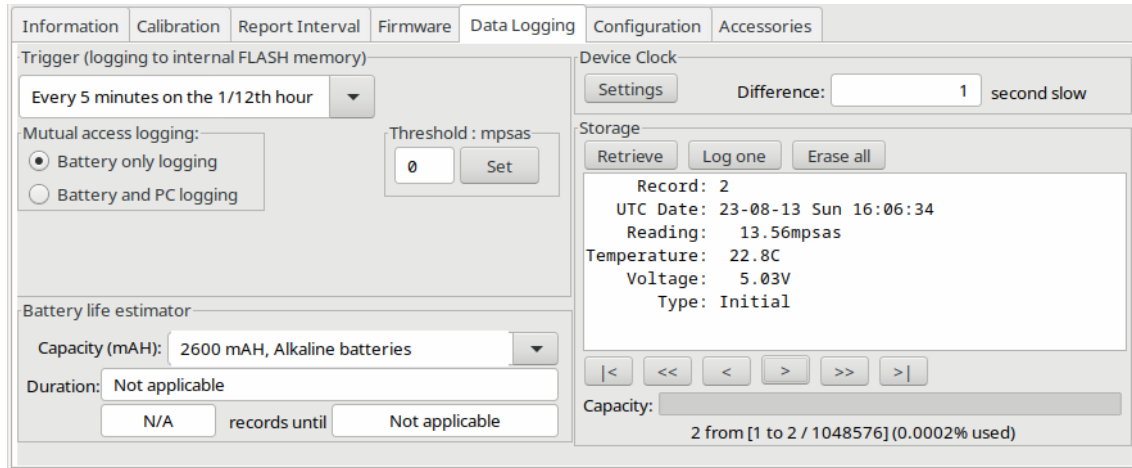 Information Calibration Report Interval Firmware Data Logging Configuration Accessories
Trigger (logging to internal FLASH memory)
Every 5 minutes on the 1/12th hour
Mutual access logging:
Battery only logging
Battery and PC logging
Threshold : mpsas
0 Set
Battery life estimator
Capacity (mAH): 2600 mAH, Alkaline batteries
Duration: Not applicable
N/A records until Not applicable
Device Clock
Settings Difference: 1 second slow
Storage
Retrieve Log one Erase all
Record: 2
UTC Date: 23-08-13 Sun 16:06:34
Reading: 13.56mpsas
Temperature: 22.8C
Voltage: 5.03V
Type: Initial
|< << < > >> >|
Capacity:
2 from [1 to 2 / 1048576] (0.0002% used)